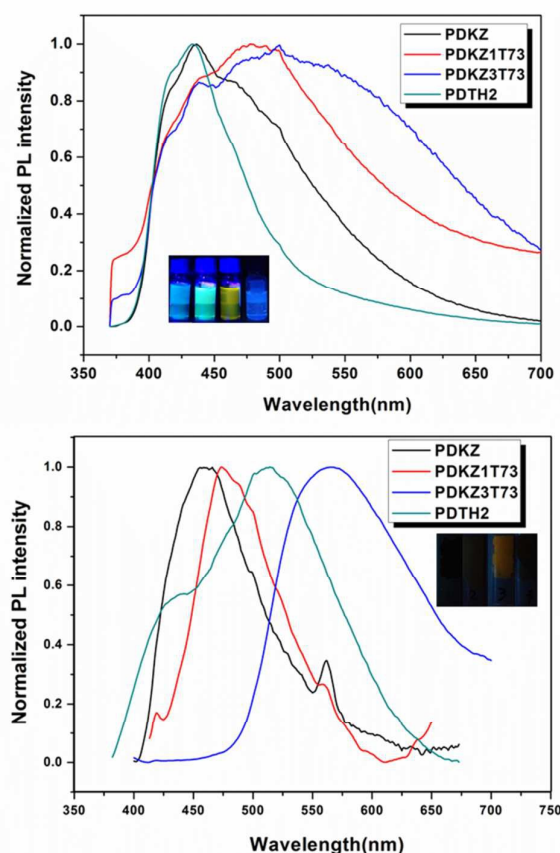 PDKZ
PDKZ1T73
PDKZ3T73
PDTH2
Normalized PL intensity
1.0
0.8
0.6
0.4
0.2
0.0
350 400 450 500 550 600 650 700
Wavelength(nm)
PDKZ
PDKZ1T73
PDKZ3T73
PDTH2
Normalized PL intensity
1.0
0.8
0.6
0.4
0.2
0.0
350 400 450 500 550 600 650 700 750
Wavelength(nm)